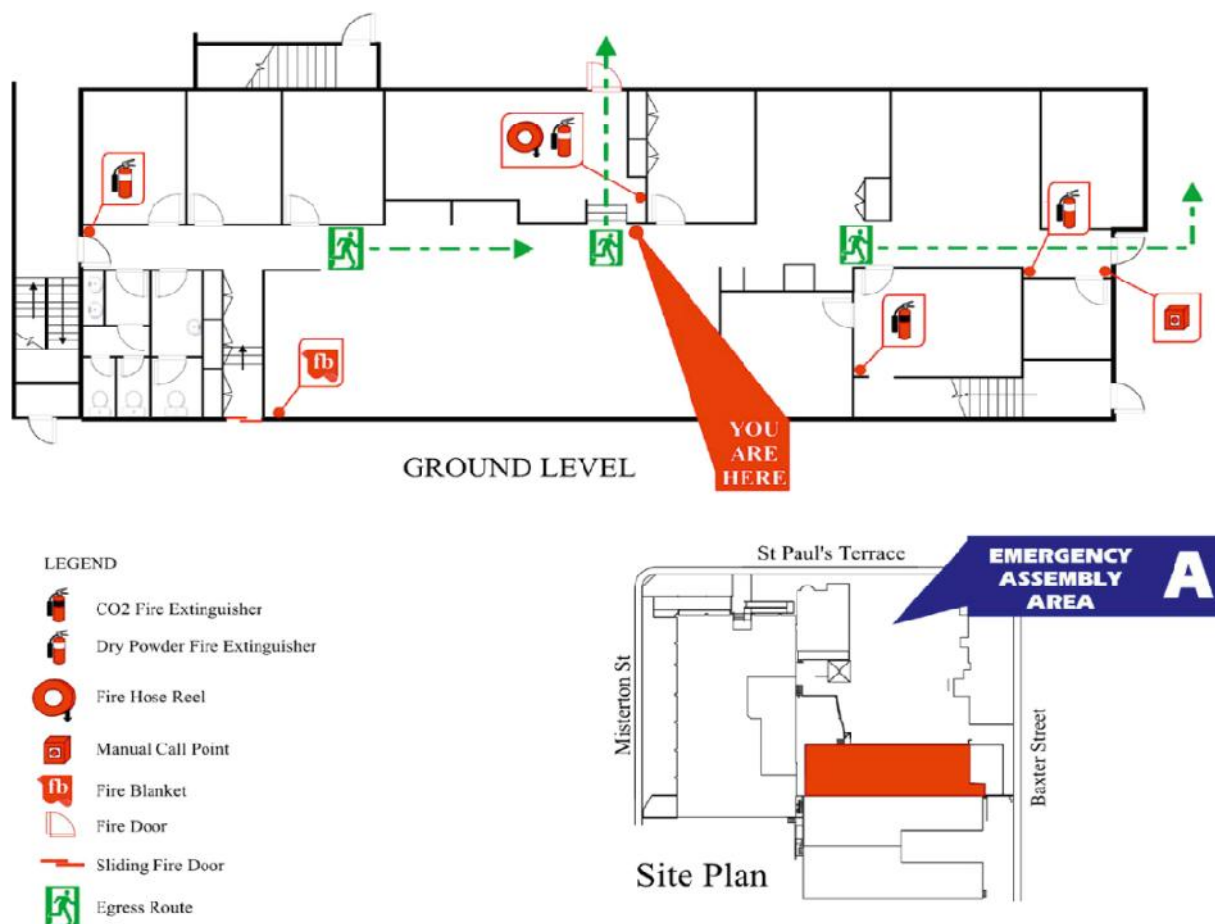 fb
YOU
ARE
HERE
GROUND LEVEL
LEGEND
CO2 Fire Extinguisher
Dry Powder Fire Extinguisher
Fire Hose Reel
Manual Call Point
fb
Fire Blanket
Fire Door
Sliding Fire Door
Egress Route
St Paul's Terrace
EMERGENCY
ASSEMBLY
AREA
A
Misterton St
Baxter Street
Site Plan